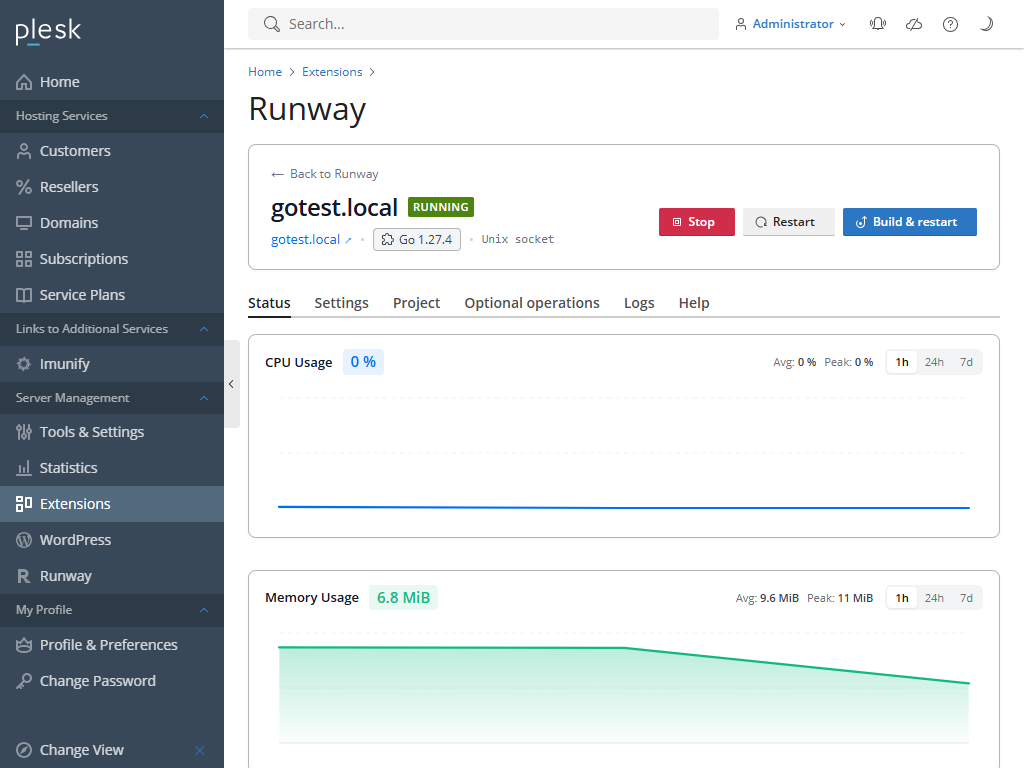 plesk
Search...
Administrator
Home
Hosting Services
Customers
Resellers
Domains
Subscriptions
Service Plans
Links to Additional Services
Imunify
Server Management
Tools & Settings
Statistics
Extensions
WordPress
Runway
My Profile
Profile & Preferences
Change Password
Change View
Home > Extensions >
Runway
← Back to Runway
gotest.local RUNNING
gotest.local ↗ • Go 1.27.4 • Unix socket
Stop Restart Build & restart
Status Settings Project Optional operations Logs Help
CPU Usage 0 % Avg: 0 % Peak: 0 % 1h 24h 7d
Memory Usage 6.8 MiB Avg: 9.6 MiB Peak: 11 MiB 1h 24h 7d